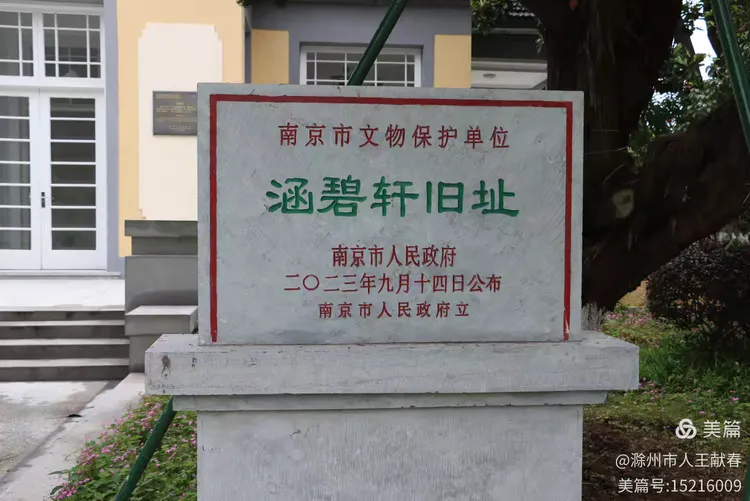 南京市文物保护单位
涵碧轩旧址
南京市人民政府
二〇二三年九月十四日公布
南京市人民政府立
美篇
@滁州市人王献春
美篇号:15216009